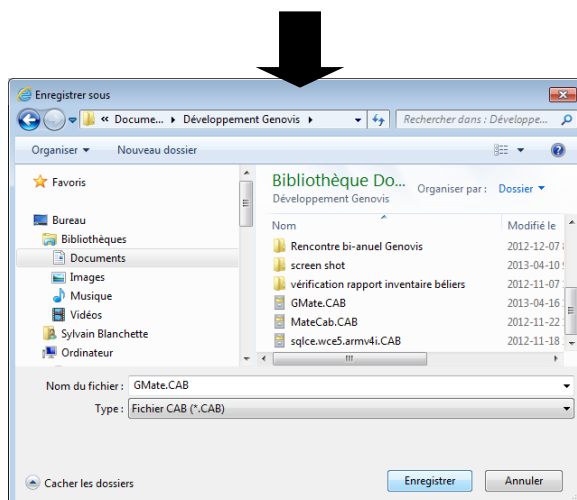 Enregistrer sous
« Docume... ▸ Développement Genovis ▸ Rechercher dans : Développe...
Organiser Nouveau dossier
Favoris
Bureau
Bibliothèques
Documents
Images
Musique
Vidéos
Sylvain Blanchette
Ordinateur
Bibliothèque Do... Organiser par : Dossier
Développement Genovis
Nom Modifié le
Rencontre bi-anuel Genovis 2012-12-07
screen shot 2013-04-10
vérification rapport inventaire béliers 2012-11-07
GMate.CAB 2013-04-16
MateCab.CAB 2012-11-22
sqlce.wce5.armv4i.CAB 2012-11-18
Nom du fichier : GMate.CAB
Type : Fichier CAB (*.CAB)
Cacher les dossiers Enregistrer Annuler